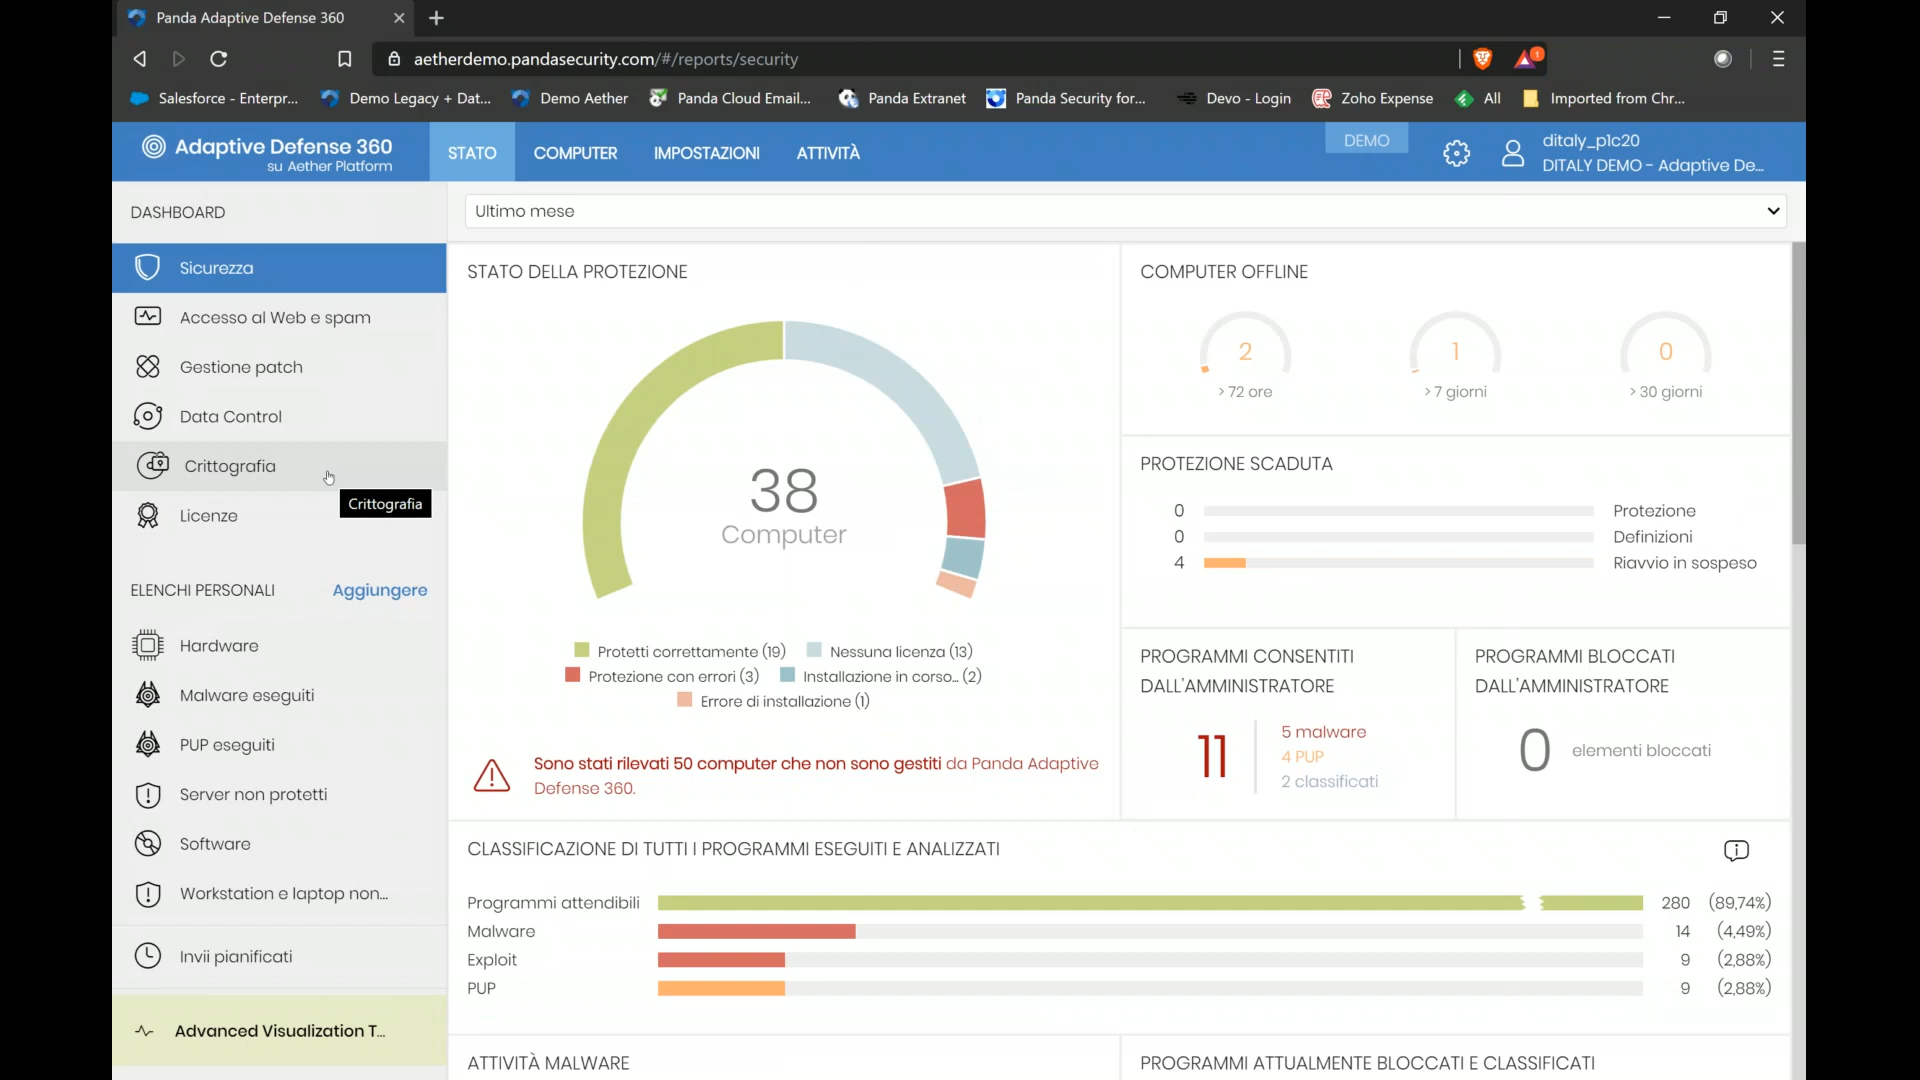 Panda Adaptive Defense 360
aetherdemo.pandasecurity.com/#/reports/security
1
Salesforce - Enterpr...
Demo Legacy + Dat...
Demo Aether
Panda Cloud Email...
Panda Extranet
Panda Security for...
Devo - Login
Zoho Expense
All
Imported from Chr...
Adaptive Defense 360
su Aether Platform
STATO
COMPUTER
IMPOSTAZIONI
ATTIVITÀ
DEMO
ditaly_p1c20
DITALY DEMO - Adaptive De...
DASHBOARD
Sicurezza
Accesso al Web e spam
Gestione patch
Data Control
Crittografia
Crittografia
Licenze
ELENCHI PERSONALI
Aggiungere
Hardware
Malware eseguiti
PUP eseguiti
Server non protetti
Software
Workstation e laptop non...
Invii pianificati
Advanced Visualization T...
Ultimo mese
STATO DELLA PROTEZIONE
38
Computer
Protetti correttamente (19)
Nessuna licenza (13)
Protezione con errori (3)
Installazione in corso... (2)
Errore di installazione (1)
Sono stati rilevati 50 computer che non sono gestiti da Panda Adaptive
Defense 360.
COMPUTER OFFLINE
2
> 72 ore
1
> 7 giorni
0
> 30 giorni
PROTEZIONE SCADUTA
0 Protezione
0 Definizioni
4 Riavvio in sospeso
PROGRAMMI CONSENTITI
DALL'AMMINISTRATORE
11
5 malware
4 PUP
2 classificati
PROGRAMMI BLOCCATI
DALL'AMMINISTRATORE
0 elementi bloccati
CLASSIFICAZIONE DI TUTTI I PROGRAMMI ESEGUITI E ANALIZZATI
Programmi attendibili 280 (89,74%)
Malware 14 (4,49%)
Exploit 9 (2,88%)
PUP 9 (2,88%)
ATTIVITÀ MALWARE
PROGRAMMI ATTUALMENTE BLOCCATI E CLASSIFICATI